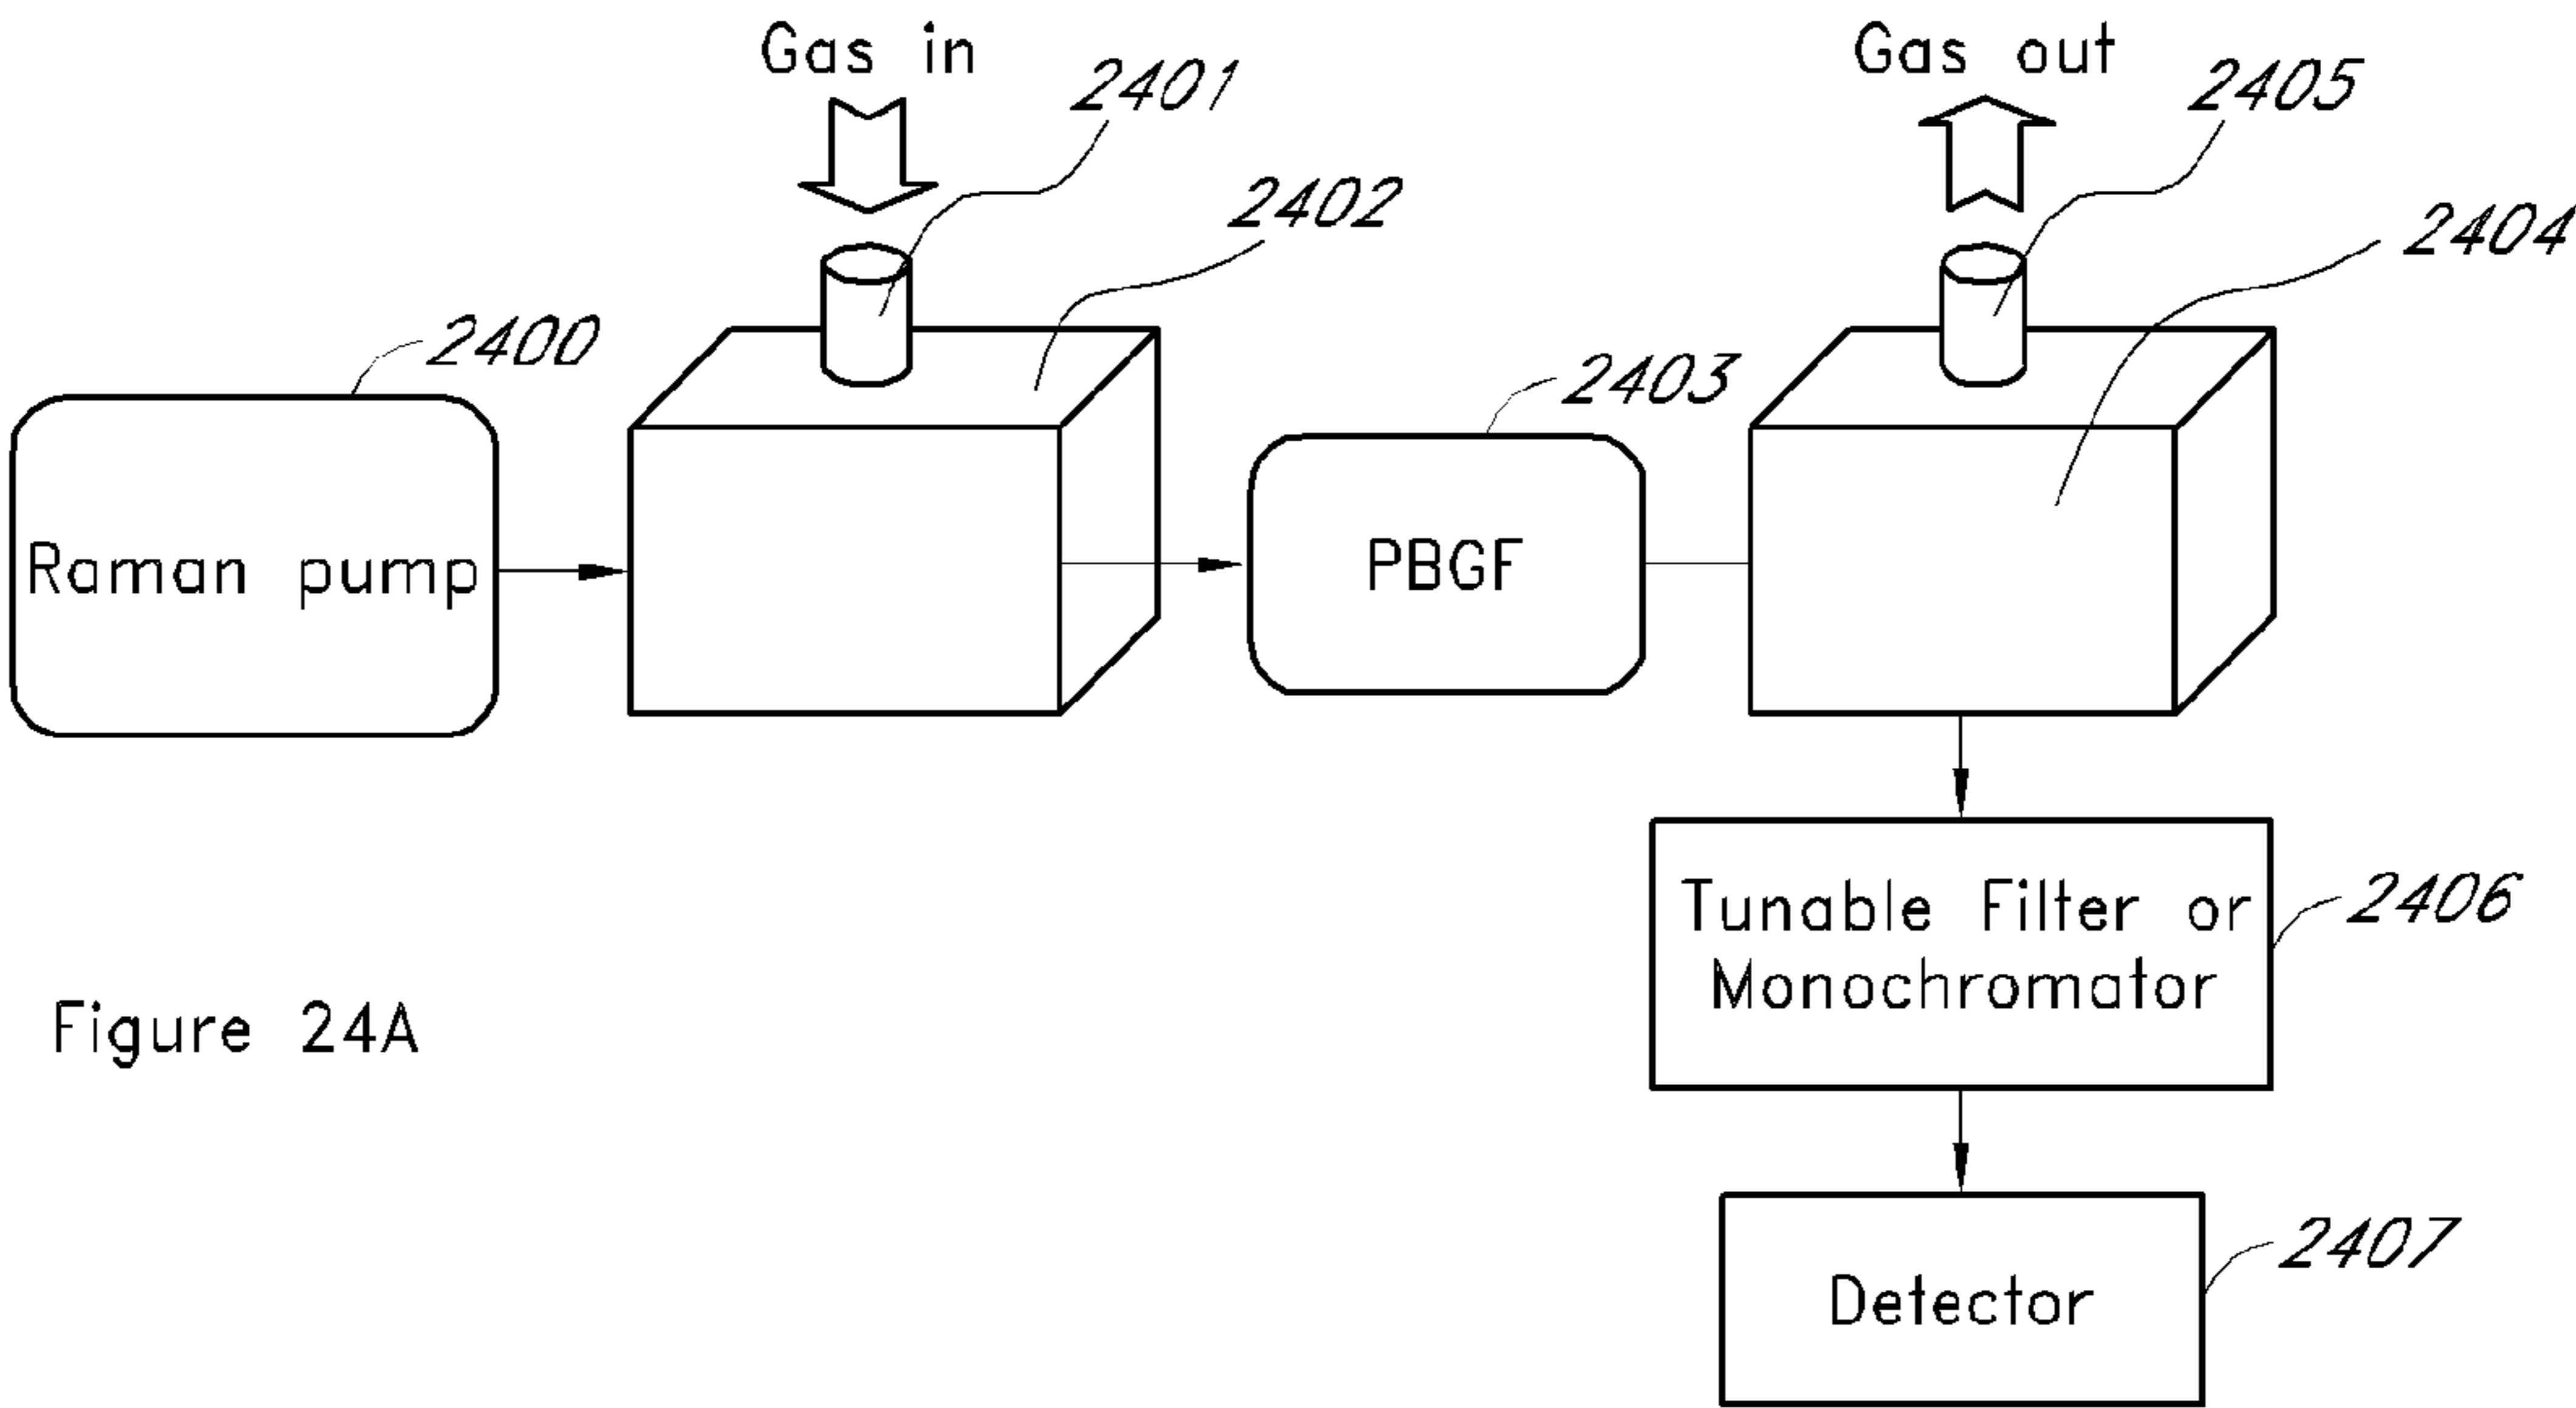 Gas in
2401
Gas out
2405
2402
2404
2400
2403
Raman pump
PBGF
Tunable Filter or
Monochromator
2406
Figure 24A
Detector
2407